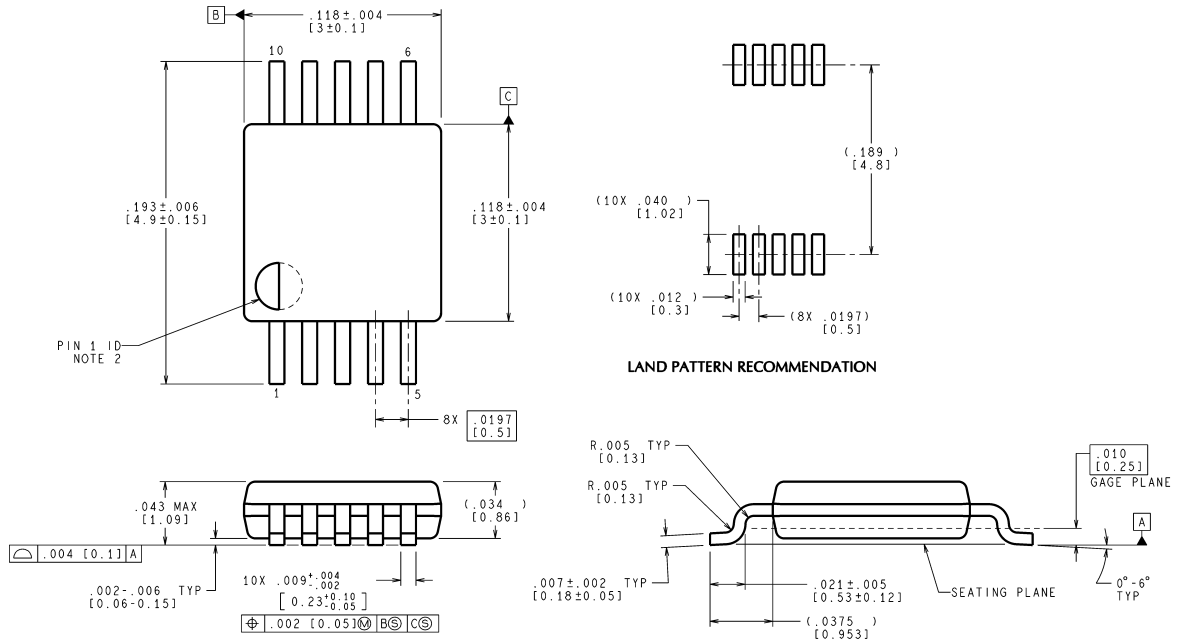 B
.118±.004
[3±0.1]
10
6
C
.193±.006
[4.9±0.15]
.118±.004
[3±0.1]
PIN 1 ID
NOTE 2
1
5
8X .0197
[0.5]
(.189 )
[4.8]
(10X .040 )
[1.02]
(10X .012 )
[0.3]
(8X .0197)
[0.5]
LAND PATTERN RECOMMENDATION
.043 MAX
[1.09]
(.034 )
[0.86]
⌓ .004 [0.1] A
.002-.006 TYP
[0.06-0.15]
10X .009+.004 -.002
[0.23+0.10 -0.05]
⌖ .002 [0.05]Ⓜ BⓈ CⓈ
R.005 TYP
[0.13]
R.005 TYP
[0.13]
.010
[0.25]
GAGE PLANE
A
.007±.002 TYP
[0.18±0.05]
.021±.005
[0.53±0.12]
SEATING PLANE
0°-6°
TYP
(.0375 )
[0.953]